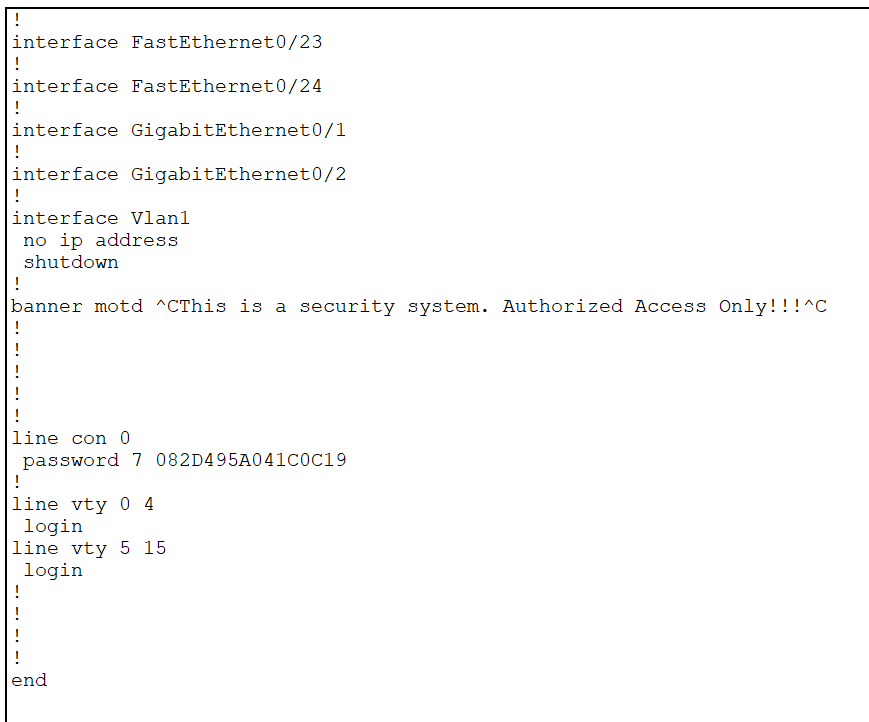 !
interface FastEthernet0/23
!
interface FastEthernet0/24
!
interface GigabitEthernet0/1
!
interface GigabitEthernet0/2
!
interface Vlan1
 no ip address
 shutdown
!
banner motd ^CThis is a security system. Authorized Access Only!!!^C
!
!
!
!
!
line con 0
 password 7 082D495A041C0C19
!
line vty 0 4
 login
line vty 5 15
 login
!
!
!
!
end